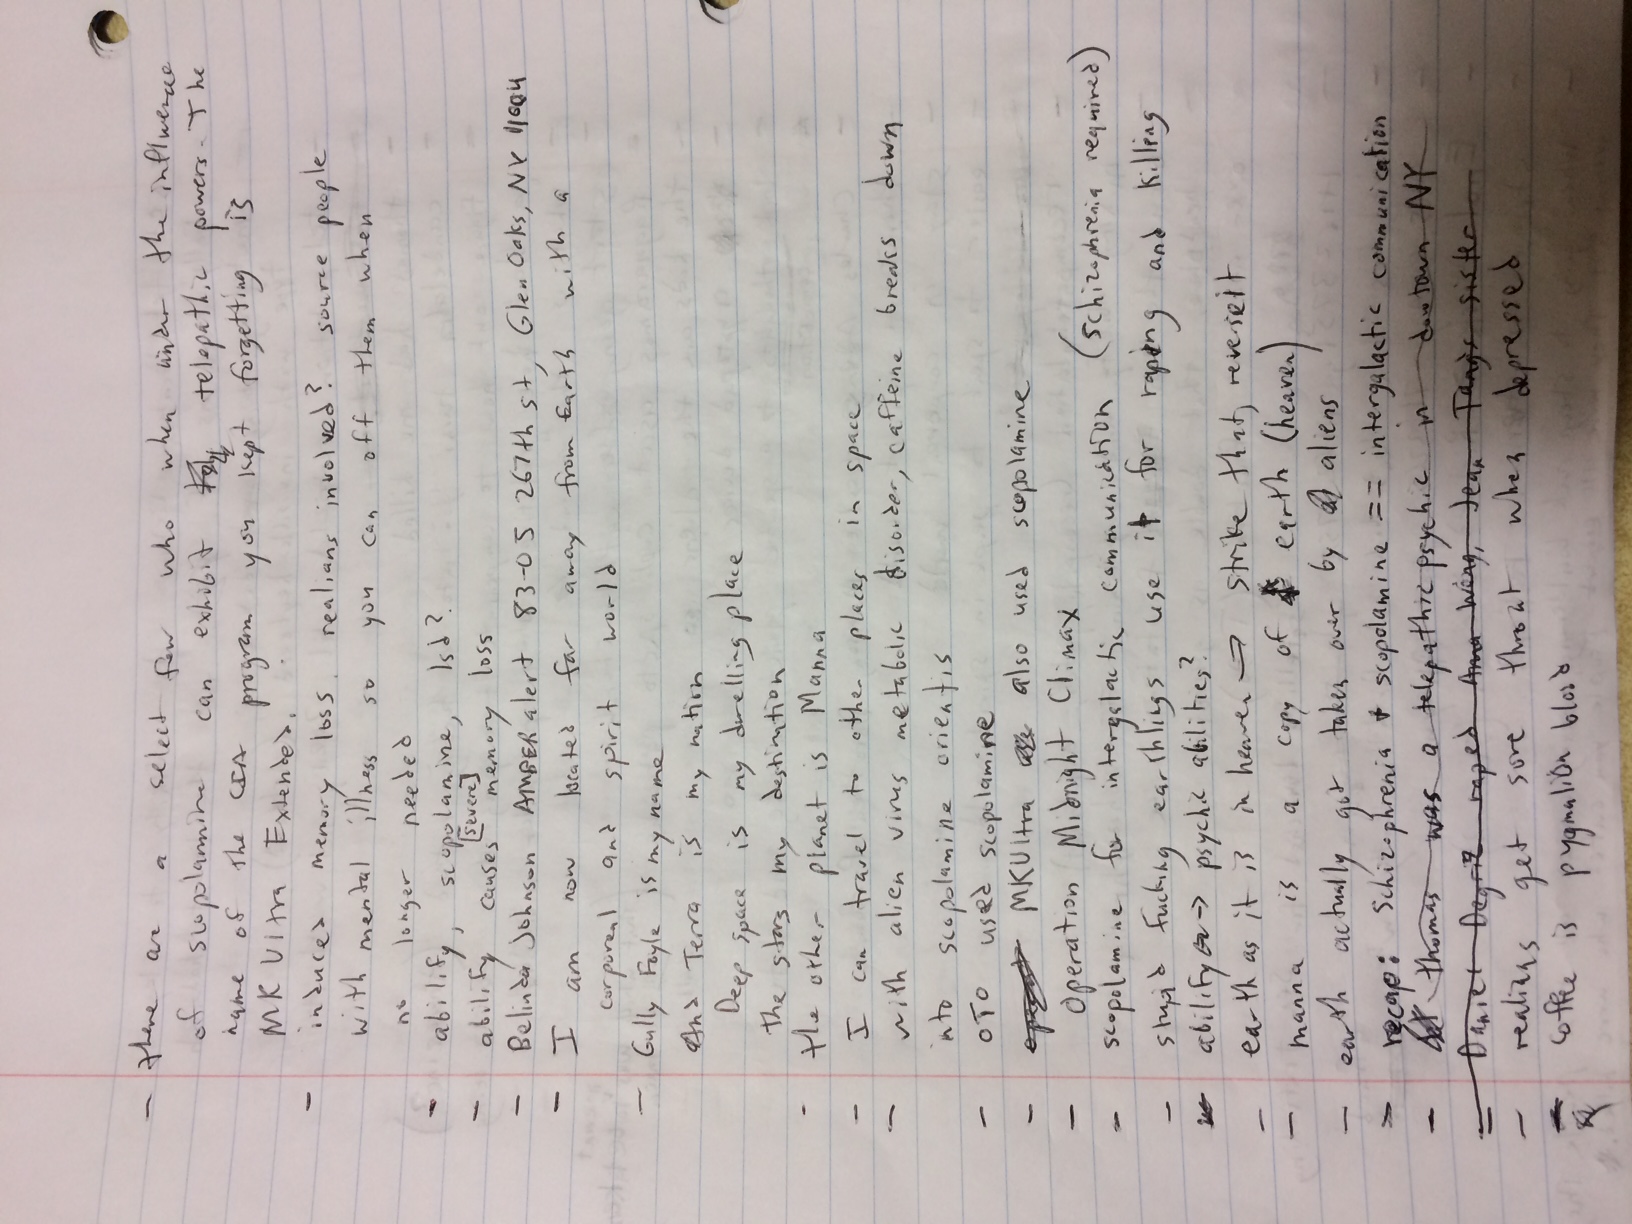 - there are a select few who when under the influence
of scopolamine can exhibit telepathic powers. The
name of the CIA program you kept forgetting is
MK Ultra Extended.
- induced memory loss. realians involved? source people
with mental illness so you can off them when
no longer needed
- abilify, scopolamine, lsd?
- abilify causes [severe] memory loss
- Belinda Johnson AMBER alert 83-05 267th st, Glen Oaks, NY 11004
- I am now located far away from Earth with a
corporeal and spirit world
- Gully Foyle is my name
And Terra is my nation
Deep space is my dwelling place
the stars my destination
- the other planet is Manna
- I can travel to other places in space
- with alien virus metabolic disorder, caffeine breaks down
into scopolamine orientis
- OTO used scopolamine
- MKUltra also used scopolamine
- Operation Midnight Climax
- scopolamine for intergalactic communication (schizophrenia required)
- stupid fucking earthlings use it for raping and killing
- abilify -> psychic abilities?
- earth as it is in heaven => strike that, reverse it
- manna is a copy of earth (heaven)
- earth actually got taken over by aliens
- recap: schizophrenia + scopolamine == intergalactic communication
- thomas was a telepathic psychic in dowtown NY
- Daniel raped Wong, Jean Tang's sister
- realians get sore throat when depressed
- coffee is pygmalion blood